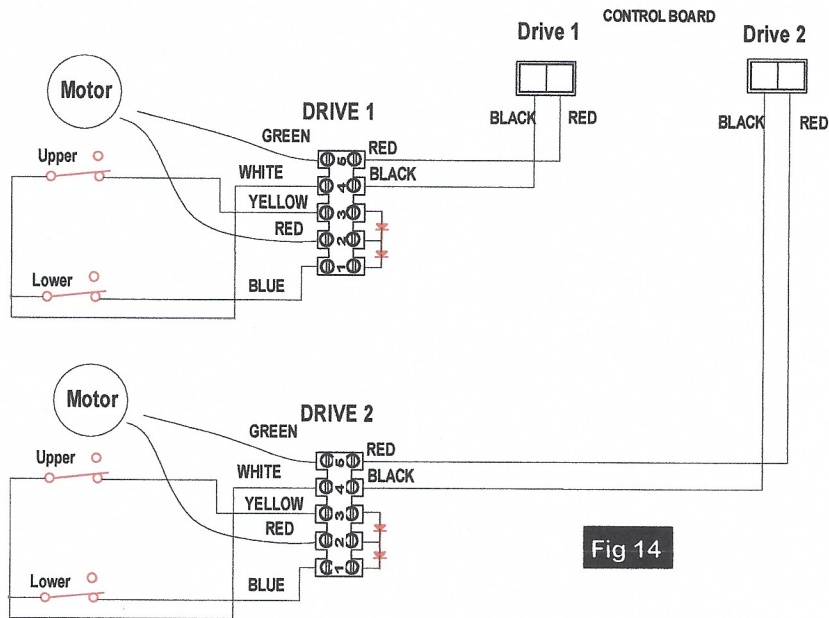 CONTROL BOARD
Drive 1
Drive 2
BLACK
RED
BLACK
RED
Motor
DRIVE 1
GREEN
RED
Upper
WHITE
BLACK
YELLOW
RED
Lower
BLUE
5
4
3
2
1
Motor
DRIVE 2
GREEN
RED
Upper
WHITE
BLACK
YELLOW
RED
Lower
BLUE
5
4
3
2
1
Fig 14